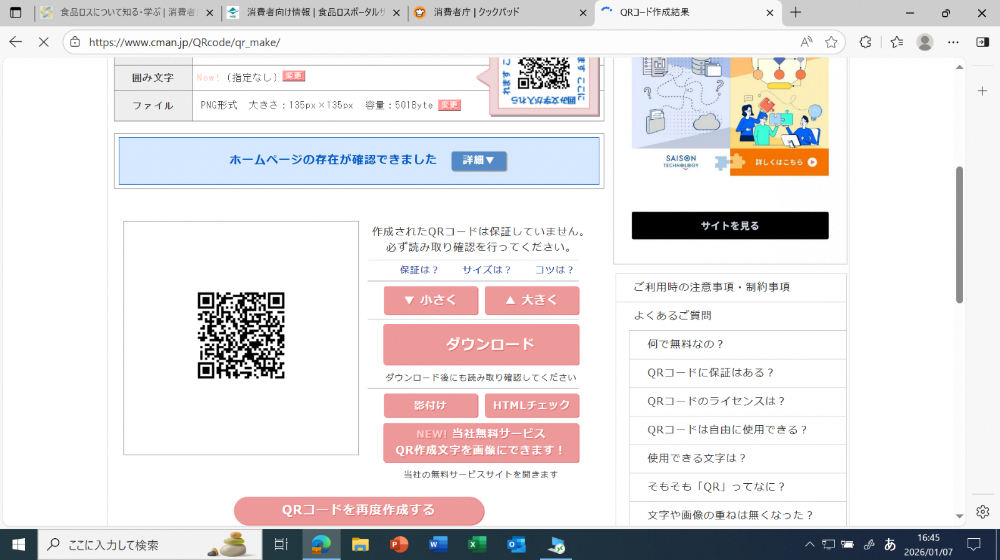 食品ロスについて知る・学ぶ | 消費者
消費者向け情報 | 食品ロスポータルサ
消費者庁 | クックパッド
QRコード作成結果
https://www.cman.jp/QRcode/qr_make/
囲み文字
New! (指定なし) 変更
ファイル
PNG形式 大きさ：135px×135px 容量：501Byte 変更
れます こ
ます ここに
囲み文字が入れら
ホームページの存在が確認できました 詳細▼
作成されたQRコードは保証していません。
必ず読み取り確認を行ってください。
保証は？ サイズは？ コツは？
▼ 小さく ▲ 大きく
ダウンロード
ダウンロード後にも読み取り確認してください
影付け HTMLチェック
NEW! 当社無料サービス
QR作成文字を画像にできます！
当社の無料サービスサイトを開きます
QRコードを再度作成する
SAISON
TECHNOLOGY
詳しくはこちら
サイトを見る
ご利用時の注意事項・制約事項
よくあるご質問
何で無料なの？
QRコードに保証はある？
QRコードのライセンスは？
QRコードは自由に使用できる？
使用できる文字は？
そもそも「QR」ってなに？
文字や画像の重ねは無くなった？
ここに入力して検索
あ
16:45
2026/01/07